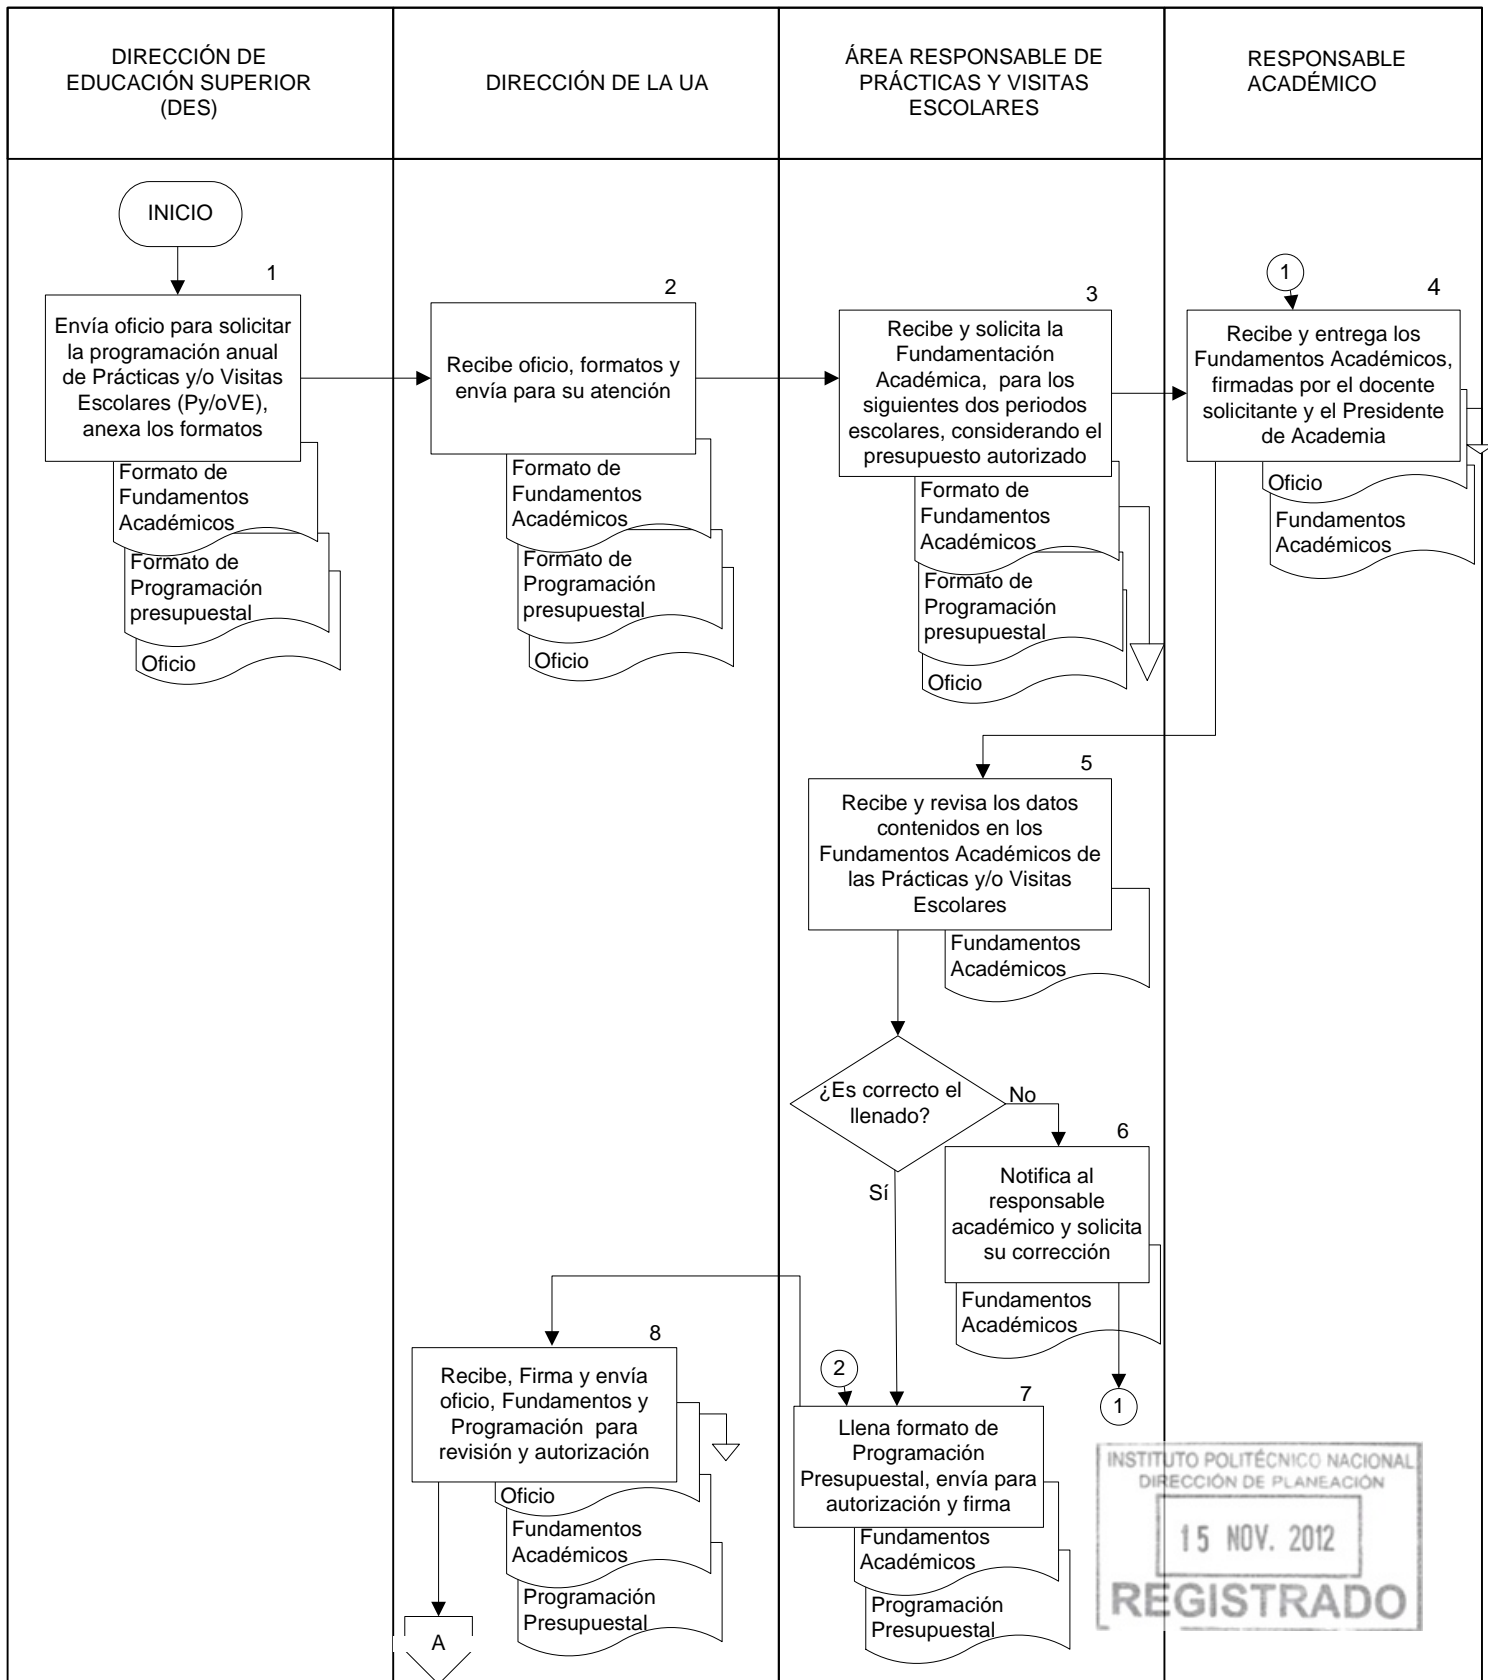 DIRECCIÓN DE
EDUCACIÓN SUPERIOR
(DES)
DIRECCIÓN DE LA UA
ÁREA RESPONSABLE DE
PRÁCTICAS Y VISITAS
ESCOLARES
RESPONSABLE
ACADÉMICO
INICIO
1
Envía oficio para solicitar
la programación anual
de Prácticas y/o Visitas
Escolares (Py/oVE),
anexa los formatos
Formato de
Fundamentos
Académicos
Formato de
Programación
presupuestal
Oficio
2
Recibe oficio, formatos y
envía para su atención
Formato de
Fundamentos
Académicos
Formato de
Programación
presupuestal
Oficio
3
Recibe y solicita la
Fundamentación
Académica, para los
siguientes dos periodos
escolares, considerando el
presupuesto autorizado
Formato de
Fundamentos
Académicos
Formato de
Programación
presupuestal
Oficio
1
4
Recibe y entrega los
Fundamentos Académicos,
firmadas por el docente
solicitante y el Presidente
de Academia
Oficio
Fundamentos
Académicos
5
Recibe y revisa los datos
contenidos en los
Fundamentos Académicos de
las Prácticas y/o Visitas
Escolares
Fundamentos
Académicos
¿Es correcto el
llenado?
No
Sí
6
Notifica al
responsable
académico y solicita
su corrección
Fundamentos
Académicos
1
2
7
Llena formato de
Programación
Presupuestal, envía para
autorización y firma
Fundamentos
Académicos
Programación
Presupuestal
8
Recibe, Firma y envía
oficio, Fundamentos y
Programación para
revisión y autorización
Oficio
Fundamentos
Académicos
Programación
Presupuestal
A
INSTITUTO POLITÉCNICO NACIONAL
DIRECCIÓN DE PLANEACIÓN
15 NOV. 2012
REGISTRADO